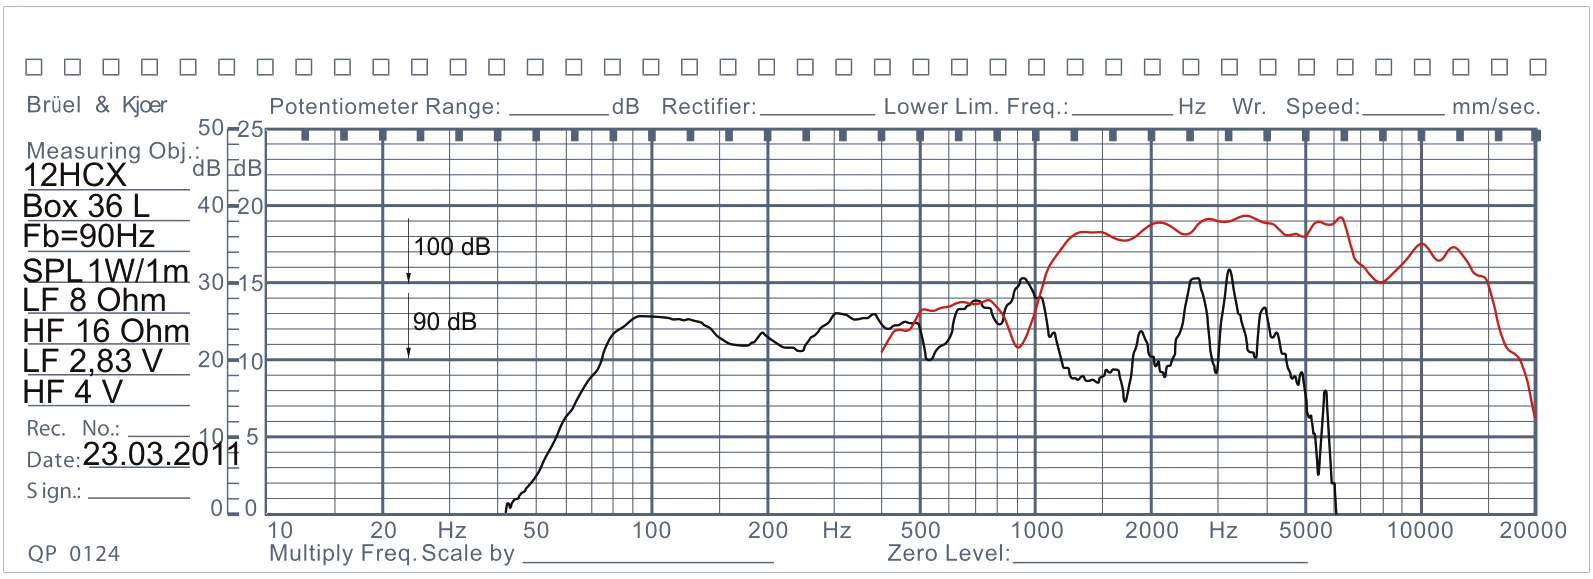 Brüel & Kjœr
Potentiometer Range: dB Rectifier: Lower Lim. Freq.: Hz Wr. Speed: mm/sec.
50 25
Measuring Obj.:
dB dB
12HCX
Box 36 L
40 20
Fb=90Hz
100 dB
SPL1W/1m
30 15
LF 8 Ohm
90 dB
HF 16 Ohm
LF 2,83 V
20 10
HF 4 V
Rec. No.:
10 5
Date: 23.03.2011
Sign.:
0 0
10 20 Hz 50 100 200 Hz 500 1000 2000 Hz 5000 10000 20000
QP 0124
Multiply Freq. Scale by Zero Level: